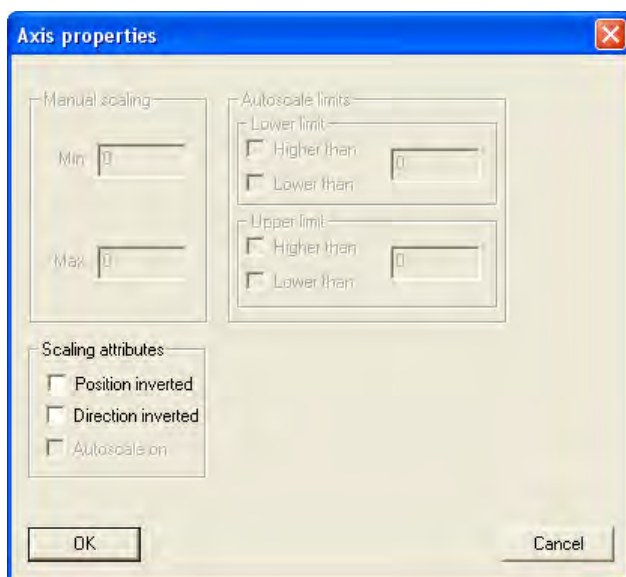 Axis properties
Manual scaling
Min 0
Max 0
Autoscale limits
Lower limit
Higher than 0
Lower than
Upper limit
Higher than 0
Lower than
Scaling attributes
Position inverted
Direction inverted
Autoscale on
OK
Cancel